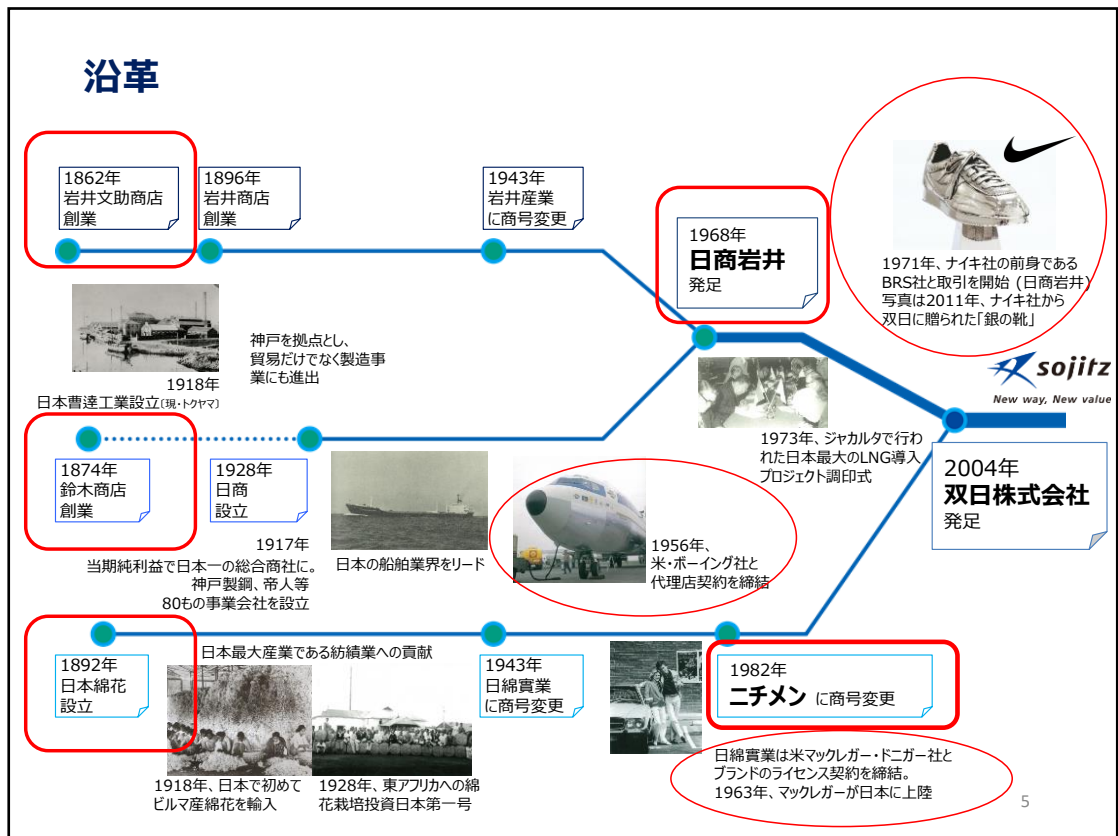 沿革
1862年
岩井文助商店
創業
1896年
岩井商店
創業
1943年
岩井産業
に商号変更
1968年
日商岩井
発足
1971年、ナイキ社の前身である
BRS社と取引を開始 (日商岩井)
写真は2011年、ナイキ社から
双日に贈られた「銀の靴」
神戸を拠点とし、
貿易だけでなく製造事
業にも進出
1918年
日本曹達工業設立〔現・トクヤマ〕
sojitz
New way, New value
1973年、ジャカルタで行わ
れた日本最大のLNG導入
プロジェクト調印式
2004年
双日株式会社
発足
1874年
鈴木商店
創業
1928年
日商
設立
1917年
当期純利益で日本一の総合商社に。
神戸製鋼、帝人等
80もの事業会社を設立
日本の船舶業界をリード
1956年、
米・ボーイング社と
代理店契約を締結
1892年
日本綿花
設立
日本最大産業である紡績業への貢献
1918年、日本で初めて
ビルマ産綿花を輸入
1928年、東アフリカへの綿
花栽培投資日本第一号
1943年
日綿實業
に商号変更
1982年
ニチメン に商号変更
日綿實業は米マックレガー・ドニガー社と
ブランドのライセンス契約を締結。
1963年、マックレガーが日本に上陸
5